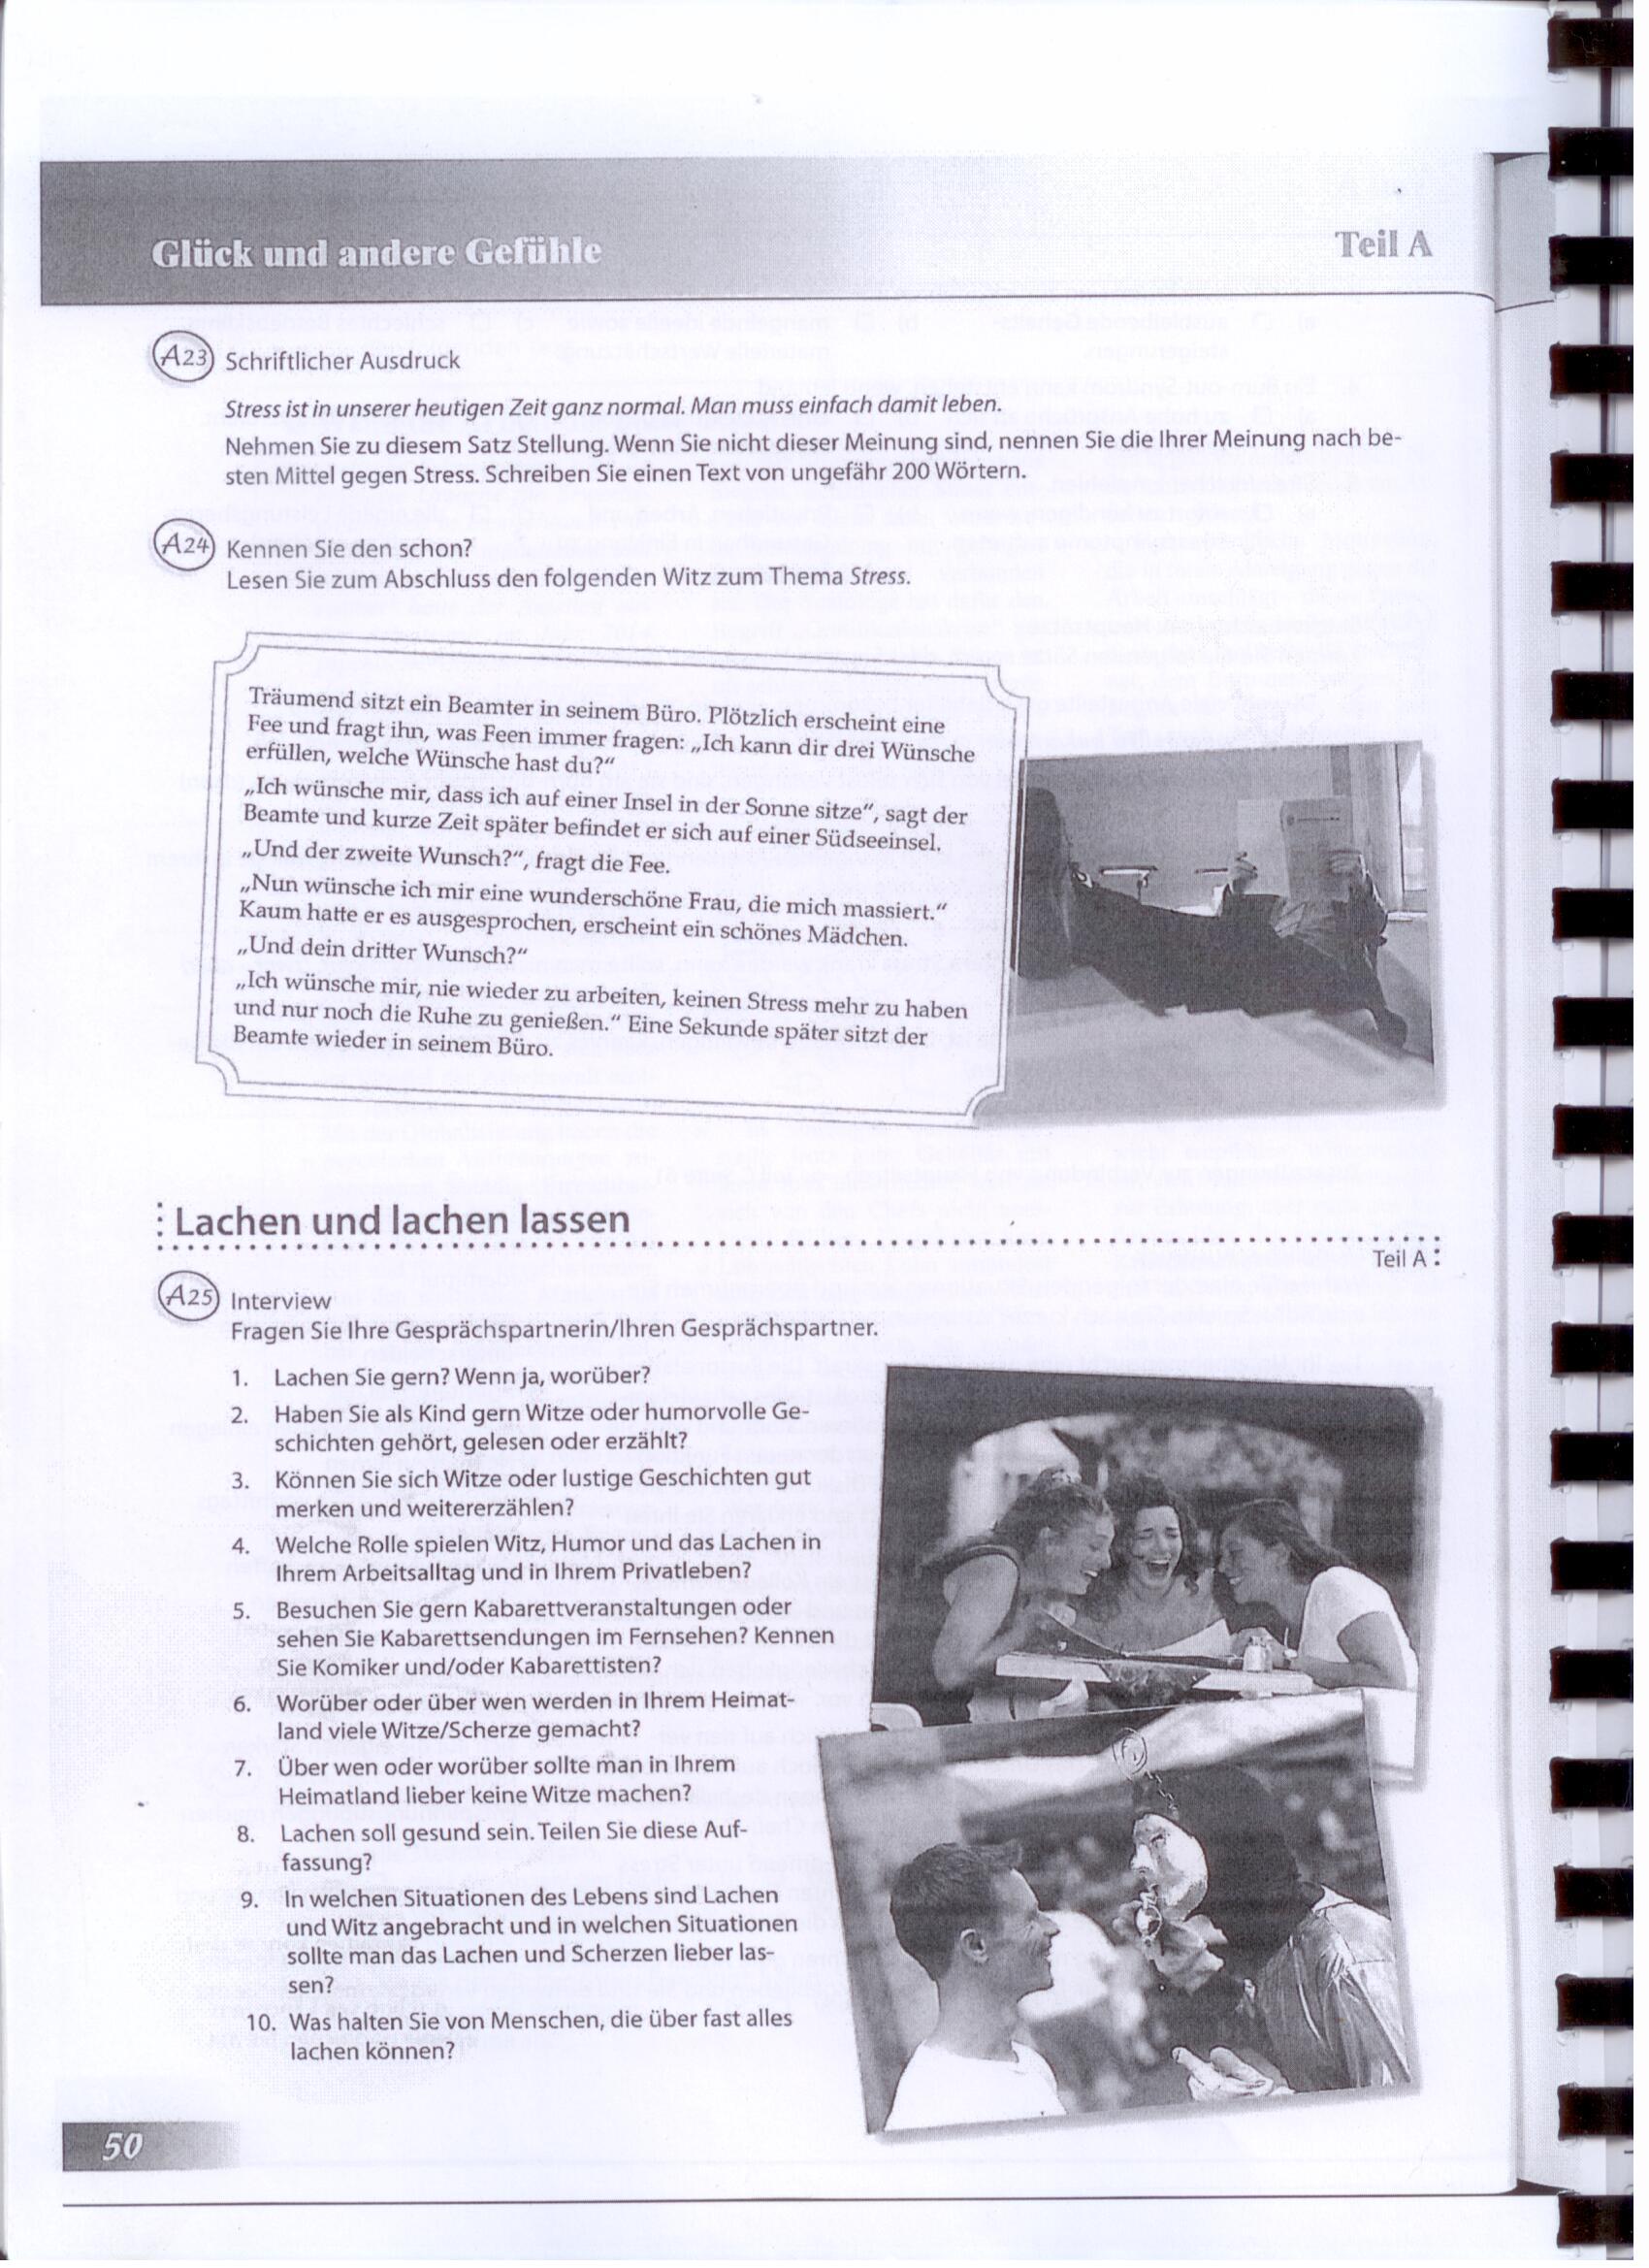 Glück und andere Gefühle
Teil A
A23 Schriftlicher Ausdruck
Stress ist in unserer heutigen Zeit ganz normal. Man muss einfach damit leben.
Nehmen Sie zu diesem Satz Stellung. Wenn Sie nicht dieser Meinung sind, nennen Sie die Ihrer Meinung nach be-
sten Mittel gegen Stress. Schreiben Sie einen Text von ungefähr 200 Wörtern.
A24 Kennen Sie den schon?
Lesen Sie zum Abschluss den folgenden Witz zum Thema Stress.
Träumend sitzt ein Beamter in seinem Büro. Plötzlich erscheint eine
Fee und fragt ihn, was Feen immer fragen: „Ich kann dir drei Wünsche
erfüllen, welche Wünsche hast du?“
„Ich wünsche mir, dass ich auf einer Insel in der Sonne sitze“, sagt der
Beamte und kurze Zeit später befindet er sich auf einer Südseeinsel.
„Und der zweite Wunsch?“, fragt die Fee.
„Nun wünsche ich mir eine wunderschöne Frau, die mich massiert.“
Kaum hatte er es ausgesprochen, erscheint ein schönes Mädchen.
„Und dein dritter Wunsch?“
„Ich wünsche mir, nie wieder zu arbeiten, keinen Stress mehr zu haben
und nur noch die Ruhe zu genießen.“ Eine Sekunde später sitzt der
Beamte wieder in seinem Büro.
Lachen und lachen lassen
Teil A
A25 Interview
Fragen Sie Ihre Gesprächspartnerin/Ihren Gesprächspartner.
1. Lachen Sie gern? Wenn ja, worüber?
2. Haben Sie als Kind gern Witze oder humorvolle Ge-
schichten gehört, gelesen oder erzählt?
3. Können Sie sich Witze oder lustige Geschichten gut
merken und weitererzählen?
4. Welche Rolle spielen Witz, Humor und das Lachen in
Ihrem Arbeitsalltag und in Ihrem Privatleben?
5. Besuchen Sie gern Kabarettveranstaltungen oder
sehen Sie Kabarettsendungen im Fernsehen? Kennen
Sie Komiker und/oder Kabarettisten?
6. Worüber oder über wen werden in Ihrem Heimat-
land viele Witze/Scherze gemacht?
7. Über wen oder worüber sollte man in Ihrem
Heimatland lieber keine Witze machen?
8. Lachen soll gesund sein. Teilen Sie diese Auf-
fassung?
9. In welchen Situationen des Lebens sind Lachen
und Witz angebracht und in welchen Situationen
sollte man das Lachen und Scherzen lieber las-
sen?
10. Was halten Sie von Menschen, die über fast alles
lachen können?
50